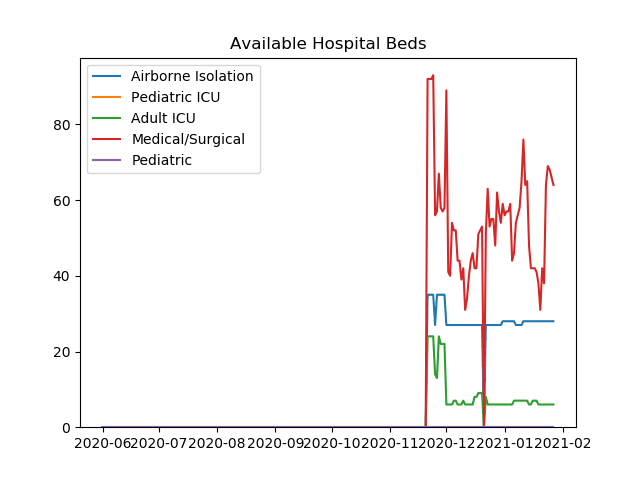 Available Hospital Beds
Airborne Isolation
Pediatric ICU
Adult ICU
Medical/Surgical
Pediatric
80
60
40
20
0
2020-06 2020-07 2020-08 2020-09 2020-10 2020-11 2020-12 2021-01 2021-02